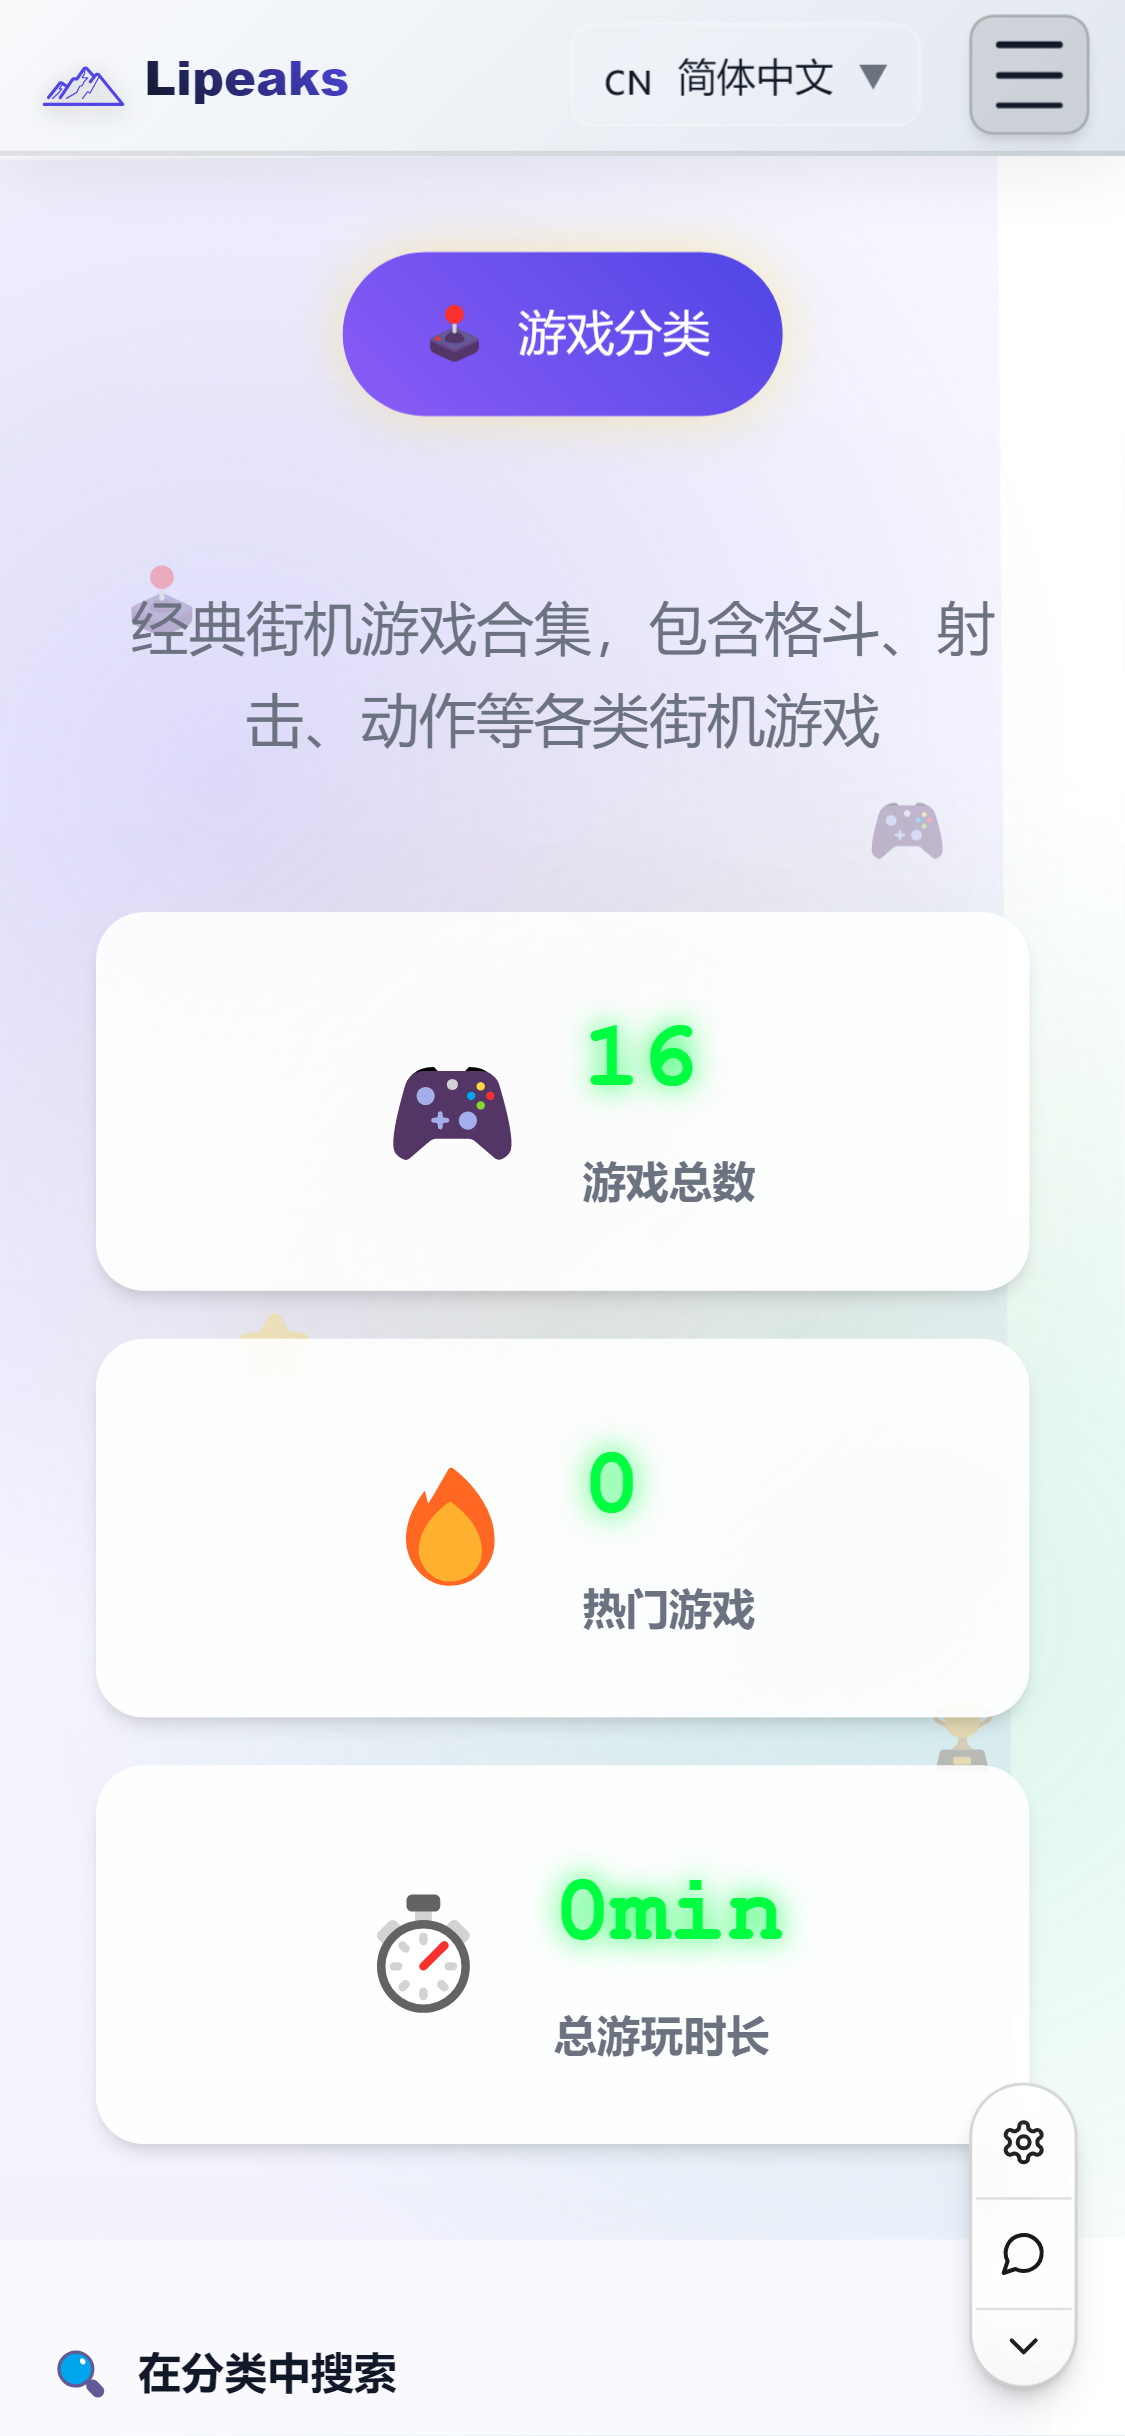 Lipeaks
CN 简体中文 ▼
游戏分类
经典街机游戏合集，包含格斗、射
击、动作等各类街机游戏
16
游戏总数
0
热门游戏
0min
总游玩时长
在分类中搜索